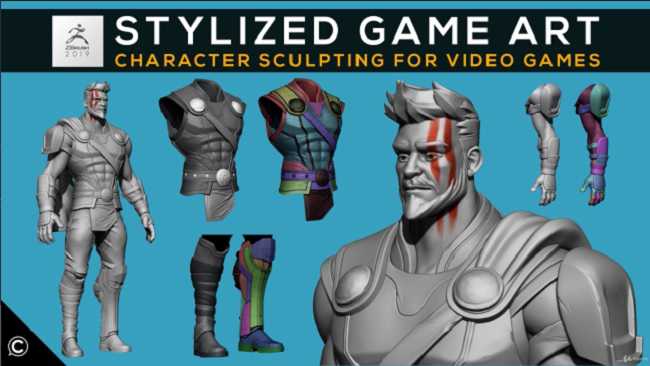 STYLIZED GAME ART
CHARACTER SCULPTING FOR VIDEO GAMES
ZBRUSH
2019
C